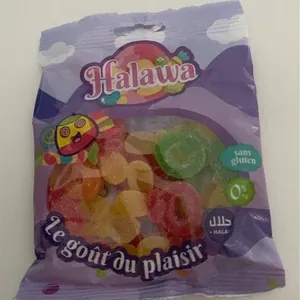 Halawa
sans
gluten
0%
حلال
• HALAL •
Le goût du plaisir